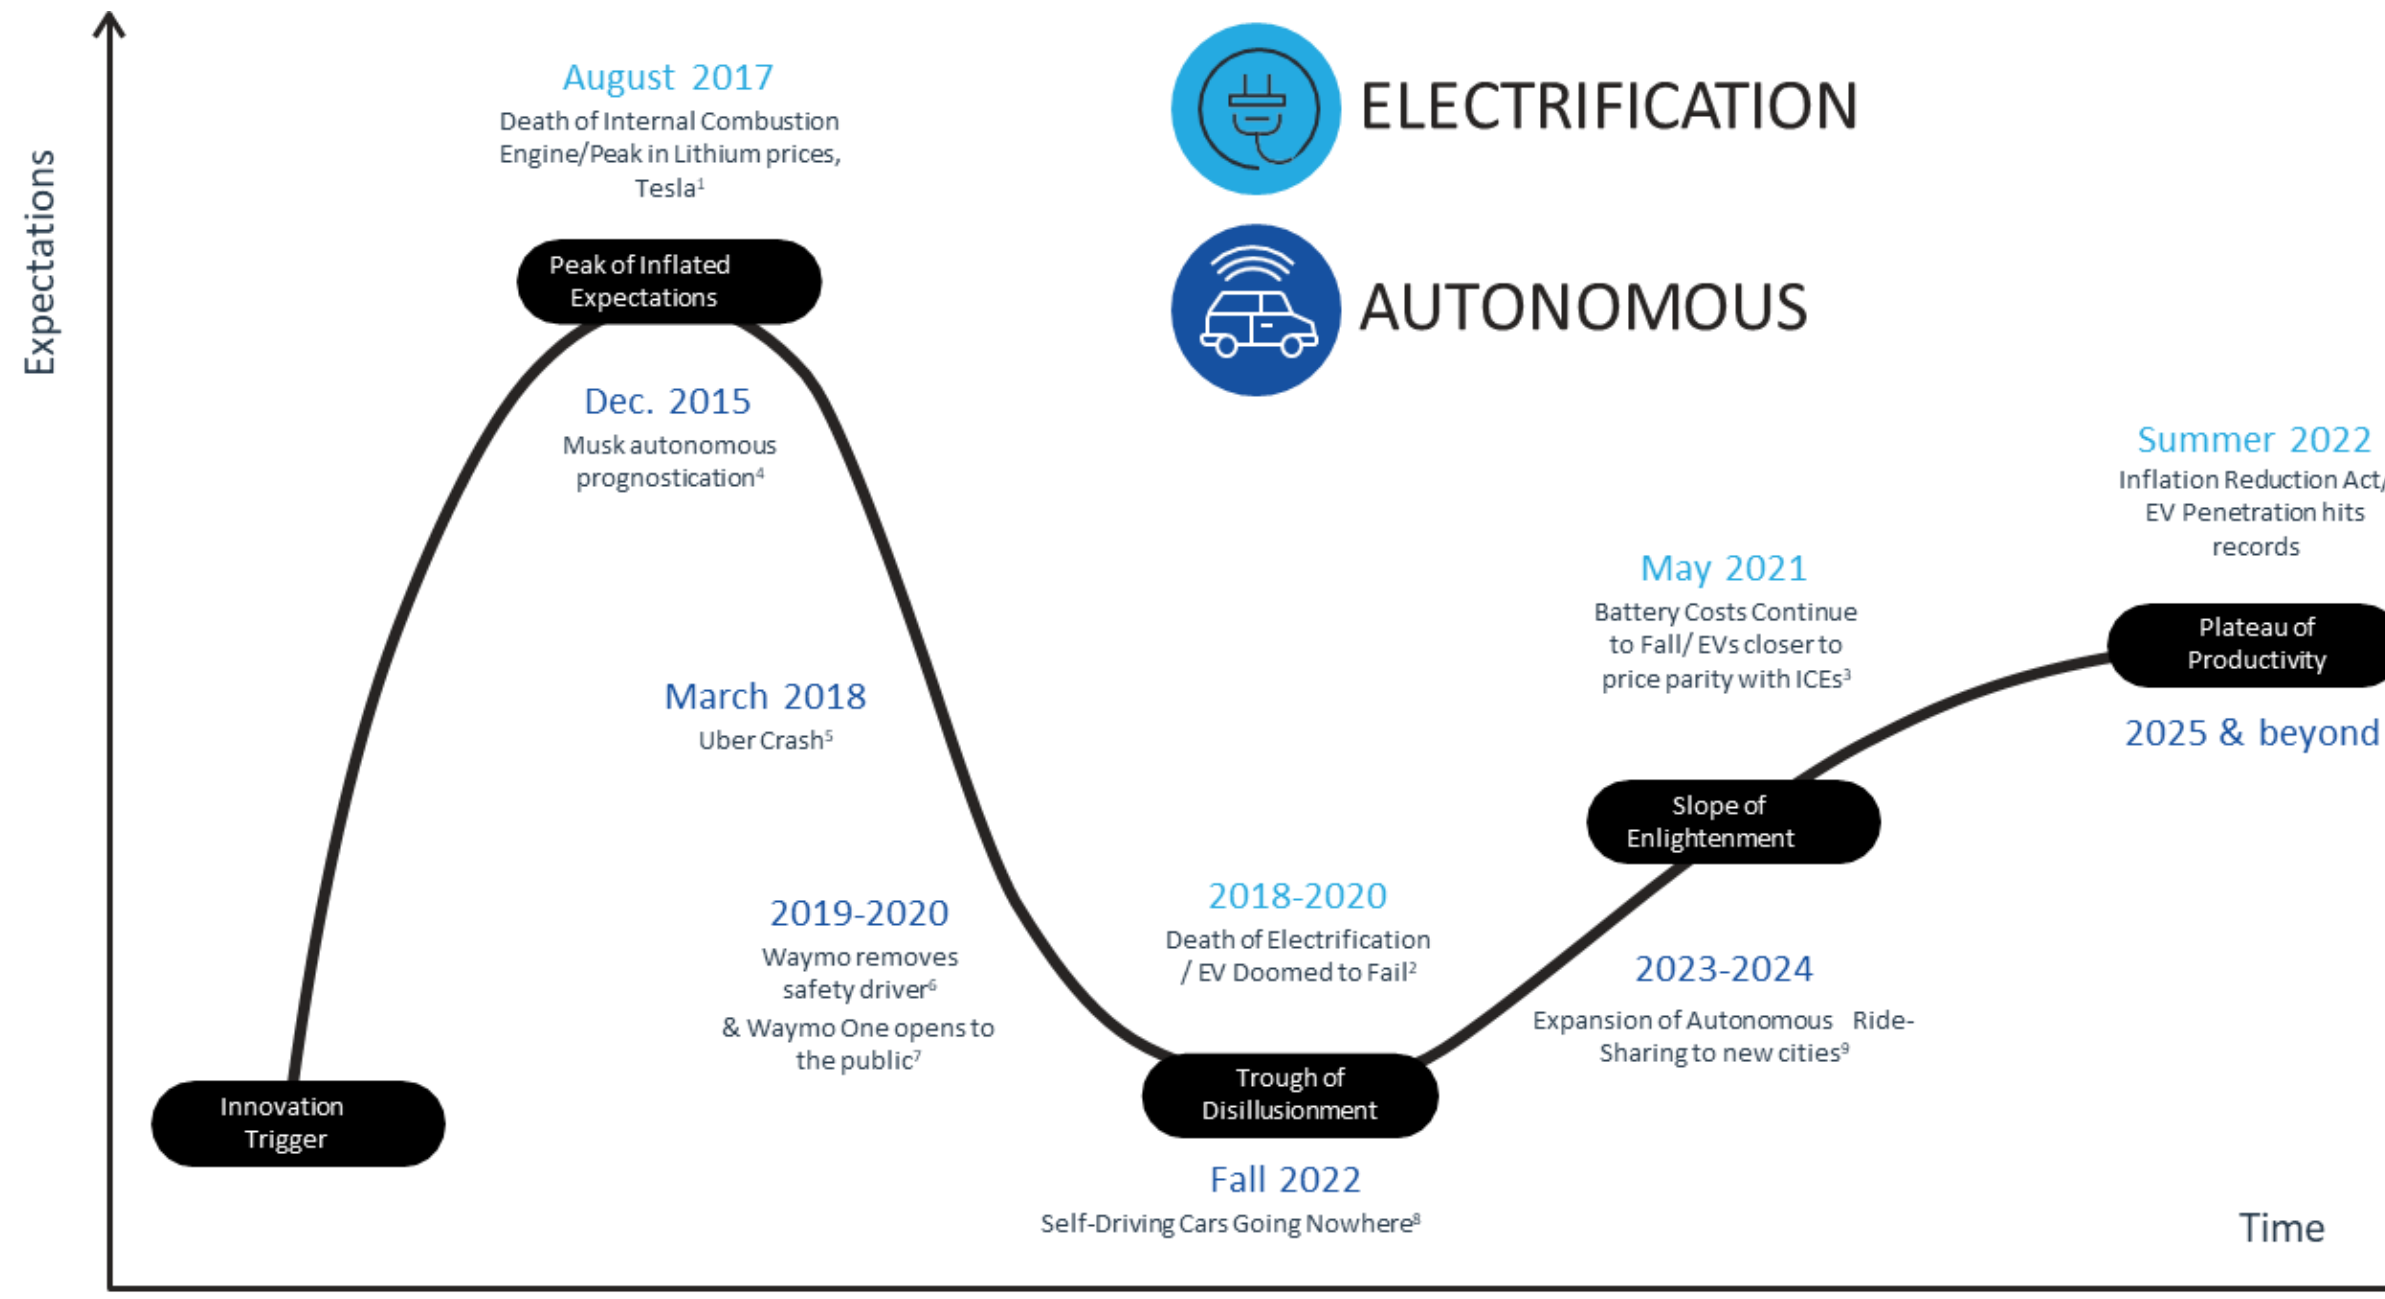 Expectations
August 2017
Death of Internal Combustion
Engine/Peak in Lithium prices,
Tesla¹
ELECTRIFICATION
AUTONOMOUS
Peak of Inflated
Expectations
Dec. 2015
Musk autonomous
prognostication⁴
March 2018
Uber Crash⁵
2019-2020
Waymo removes
safety driver⁶
& Waymo One opens to
the public⁷
Innovation
Trigger
2018-2020
Death of Electrification
/ EV Doomed to Fail²
Trough of
Disillusionment
Fall 2022
Self-Driving Cars Going Nowhere⁸
May 2021
Battery Costs Continue
to Fall/ EVs closer to
price parity with ICEs³
Slope of
Enlightenment
2023-2024
Expansion of Autonomous Ride-
Sharing to new cities⁹
Summer 2022
Inflation Reduction Act/
EV Penetration hits
records
Plateau of
Productivity
2025 & beyond
Time